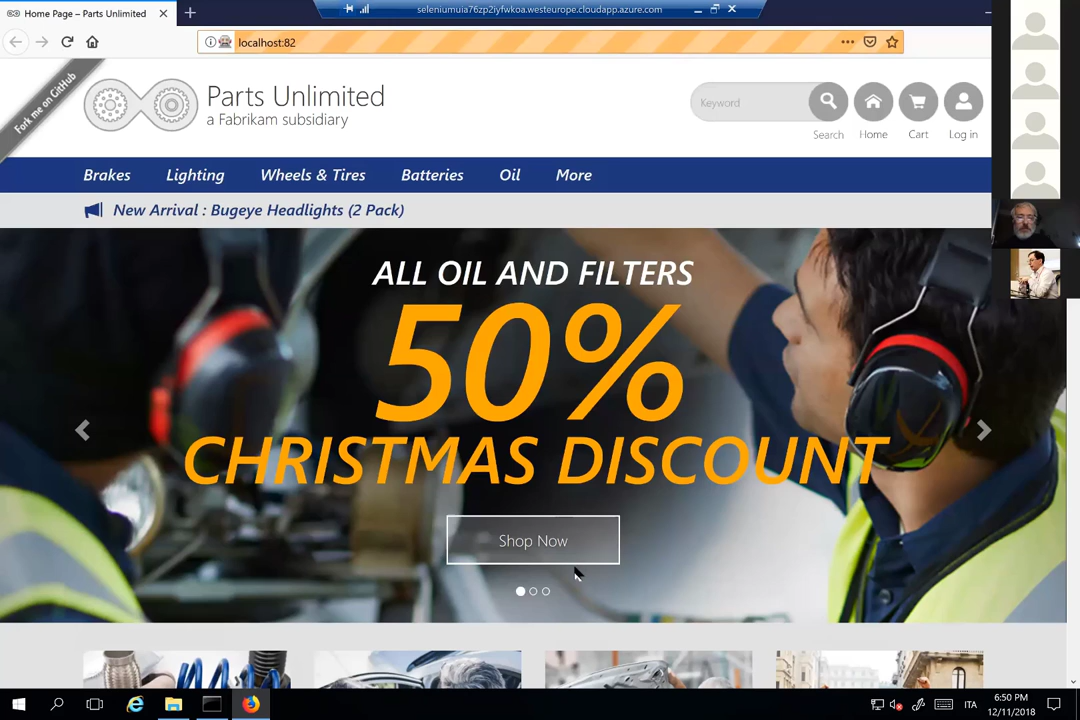 Home Page – Parts Unlimited
seleniumuia76zp2iyfwkoa.westeurope.cloudapp.azure.com
localhost:82
Fork me on GitHub
Parts Unlimited
a Fabrikam subsidiary
Keyword
Search
Home
Cart
Log in
Brakes
Lighting
Wheels & Tires
Batteries
Oil
More
New Arrival : Bugeye Headlights (2 Pack)
ALL OIL AND FILTERS
50%
CHRISTMAS DISCOUNT
Shop Now
ITA
6:50 PM
12/11/2018